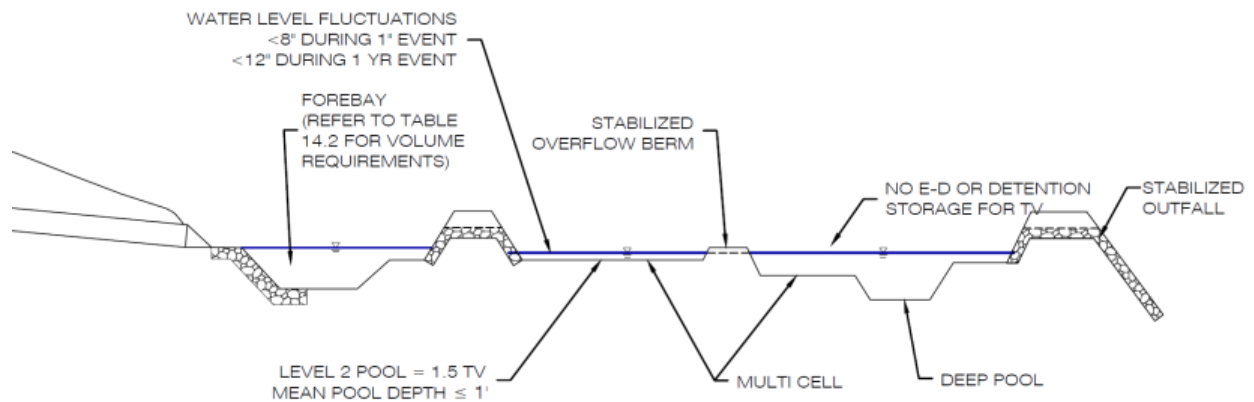 WATER LEVEL FLUCTUATIONS
<8" DURING 1" EVENT
<12" DURING 1 YR EVENT
FOREBAY
(REFER TO TABLE
14.2 FOR VOLUME
REQUIREMENTS)
STABILIZED
OVERFLOW BERM
NO E-D OR DETENTION
STORAGE FOR TV
STABILIZED
OUTFALL
LEVEL 2 POOL = 1.5 TV
MEAN POOL DEPTH ≤ 1'
MULTI CELL
DEEP POOL